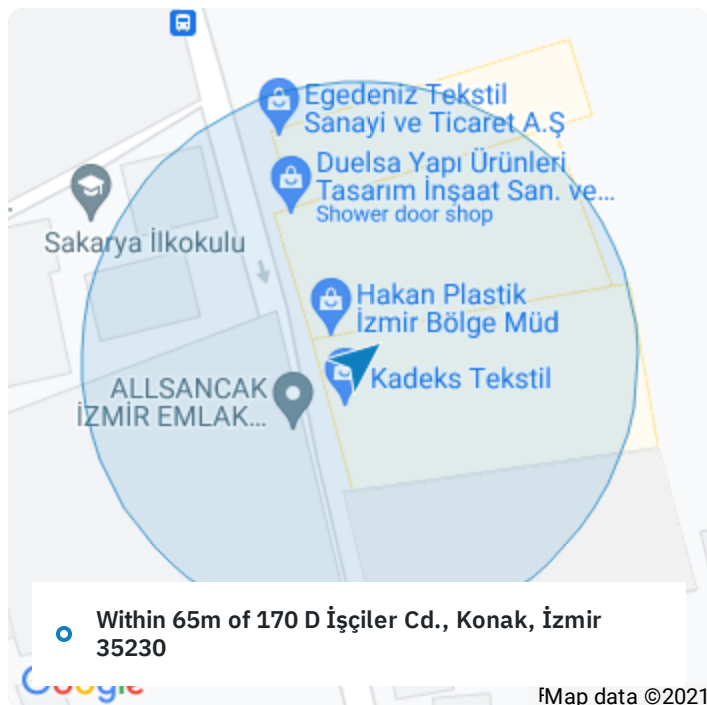 Egedeniz Tekstil
Sanayi ve Ticaret A.Ş
Duelsa Yapı Ürünleri
Tasarım İnşaat San. ve...
Shower door shop
Sakarya İlkokulu
Hakan Plastik
İzmir Bölge Müd
Kadeks Tekstil
ALLSANCAK
İZMİR EMLAK...
Within 65m of 170 D İşçiler Cd., Konak, İzmir
35230
Google
Map data ©2021